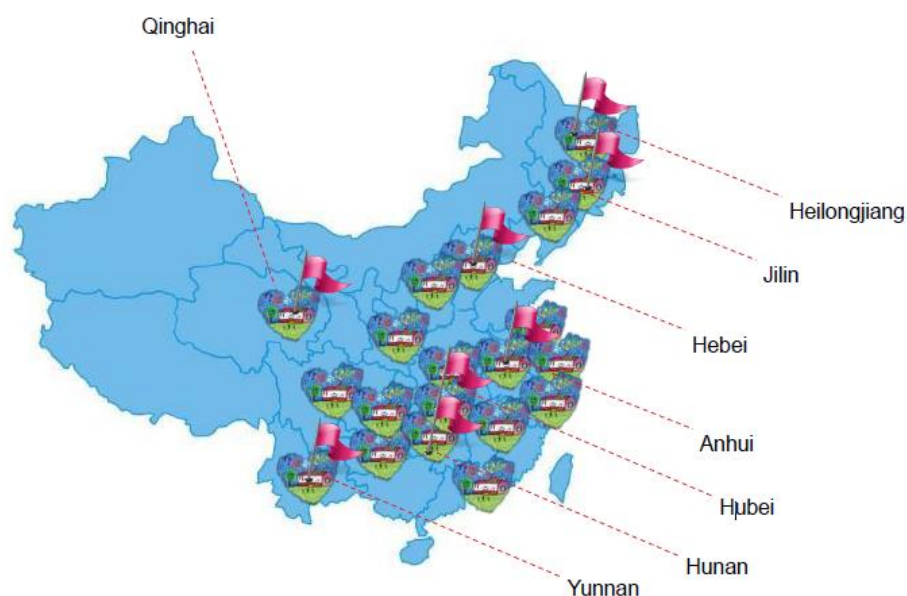 Qinghai
Heilongjiang
Jilin
Hebei
Anhui
Hubei
Hunan
Yunnan